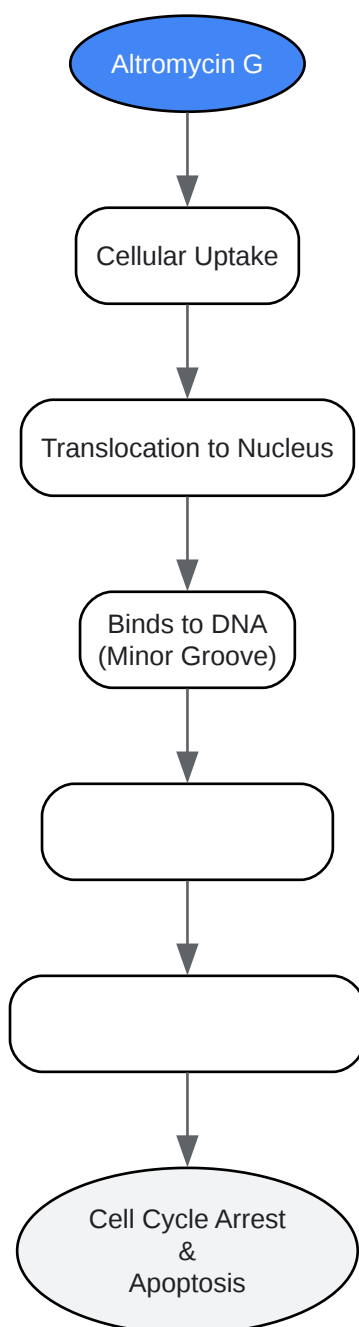 Altromycin G
Cellular Uptake
Translocation to Nucleus
Binds to DNA
(Minor Groove)
Cell Cycle Arrest
&
Apoptosis